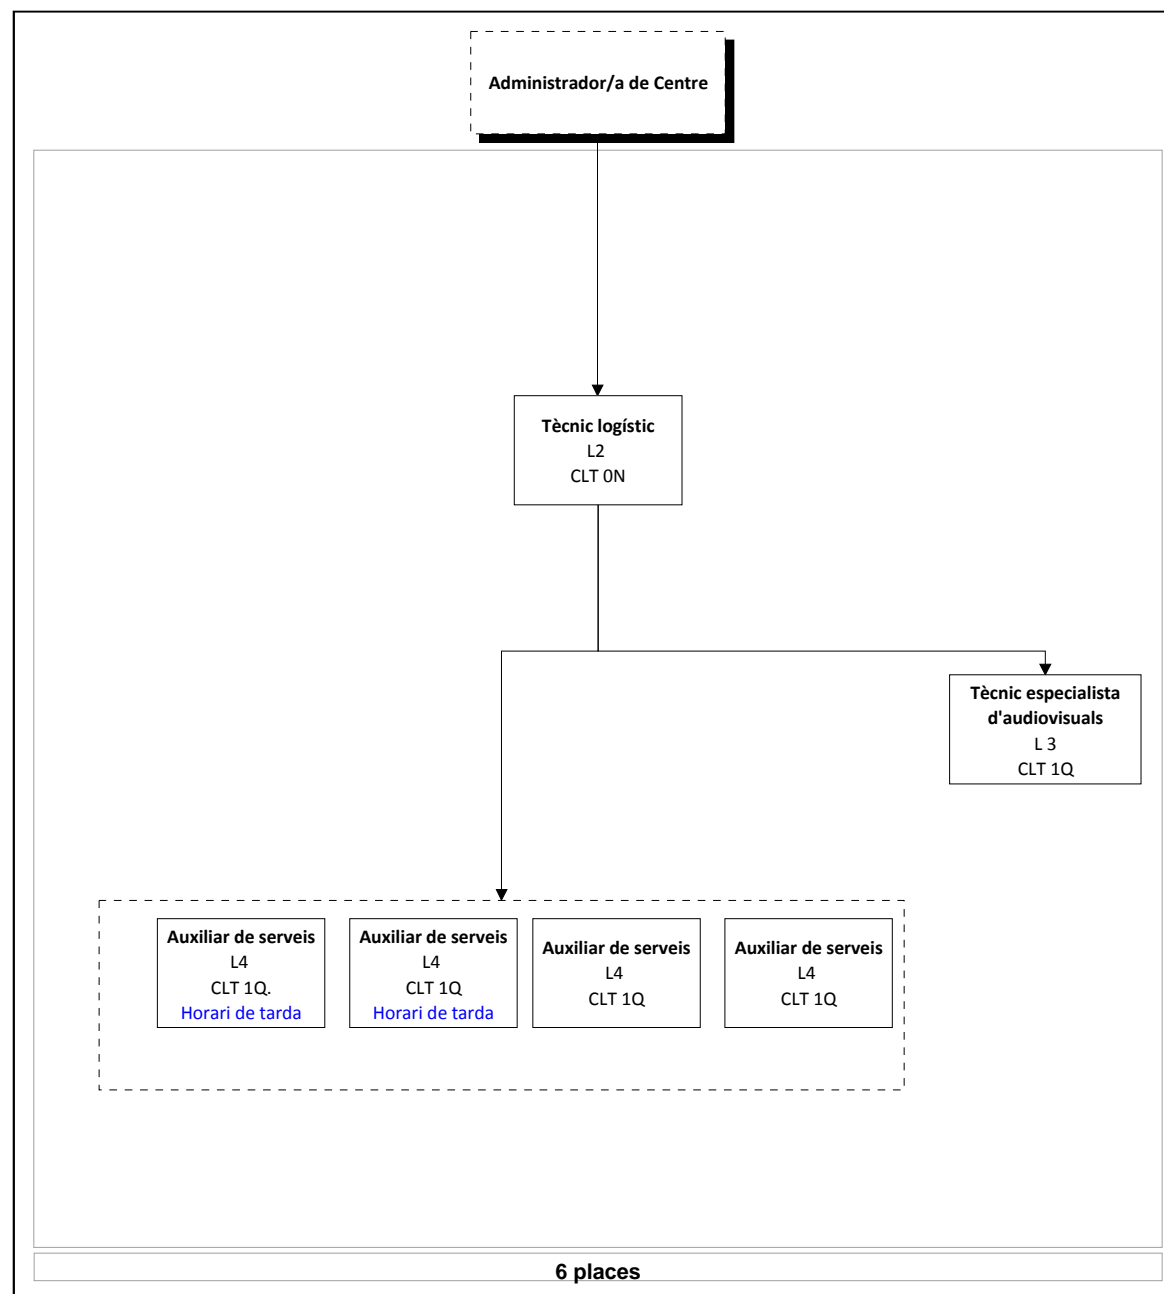 Administrador/a de Centre
Tècnic logístic
L2
CLT 0N
Tècnic especialista
d'audiovisuals
L 3
CLT 1Q
Auxiliar de serveis
L4
CLT 1Q.
Horari de tarda
Auxiliar de serveis
L4
CLT 1Q
Horari de tarda
Auxiliar de serveis
L4
CLT 1Q
Auxiliar de serveis
L4
CLT 1Q
6 places